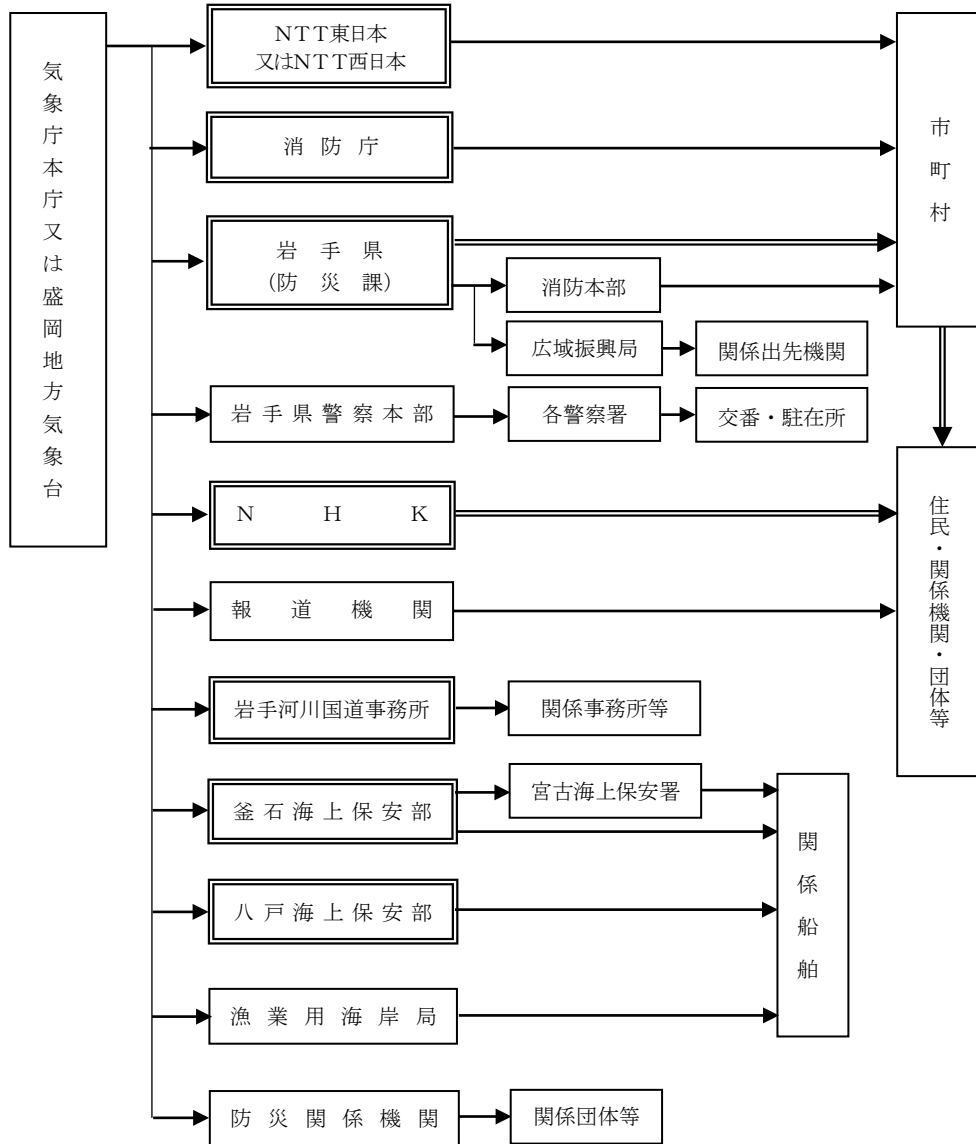 気象庁本庁又は盛岡地方気象台
NTT東日本
又はNTT西日本
消防庁
岩手県
(防災課)
消防本部
広域振興局
関係出先機関
市町村
岩手県警察本部
各警察署
交番・駐在所
NHK
報道機関
住民・関係機関・団体等
岩手河川国道事務所
関係事務所等
釜石海上保安部
宮古海上保安署
八戸海上保安部
関係船舶
漁業用海岸局
防災関係機関
関係団体等